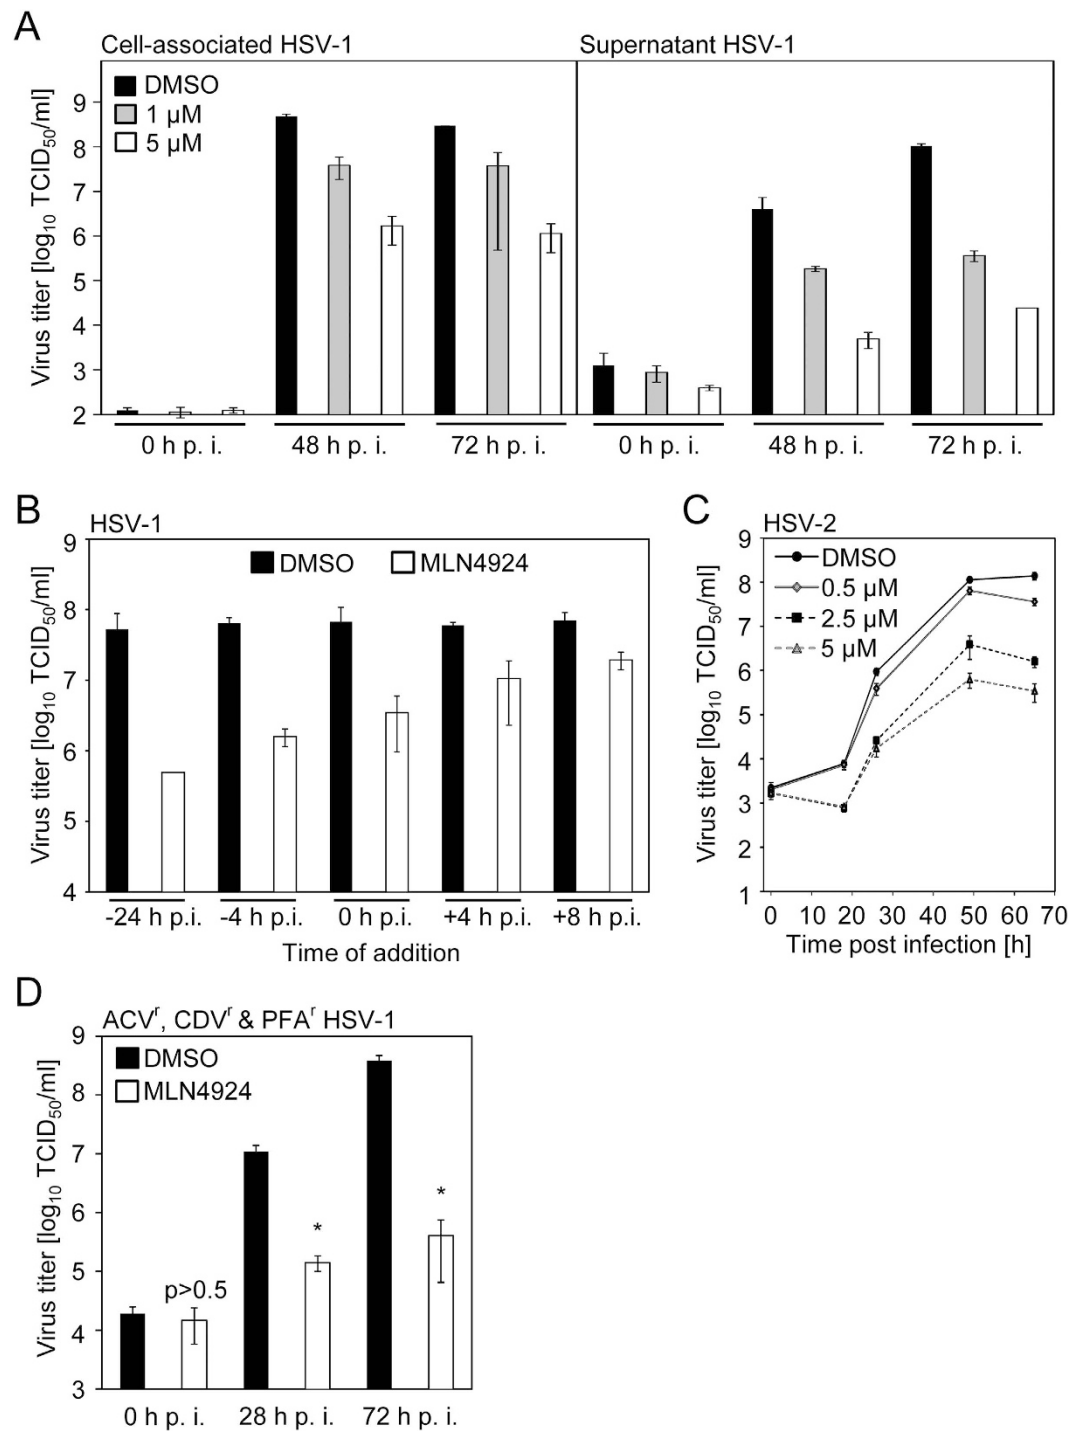 A
Cell-associated HSV-1
Supernatant HSV-1
DMSO
1 µM
5 µM
Virus titer [log10 TCID50/ml]
9
8
7
6
5
4
3
2
0 h p. i.
48 h p. i.
72 h p. i.
0 h p. i.
48 h p. i.
72 h p. i.
B
HSV-1
DMSO
MLN4924
Virus titer [log10 TCID50/ml]
9
8
7
6
5
4
-24 h p.i.
-4 h p.i.
0 h p.i.
+4 h p.i.
+8 h p.i.
Time of addition
C
HSV-2
DMSO
0.5 µM
2.5 µM
5 µM
Virus titer [log10 TCID50/ml]
9
8
7
6
5
4
3
2
1
0 10 20 30 40 50 60 70
Time post infection [h]
D
ACVr, CDVr & PFAr HSV-1
DMSO
MLN4924
Virus titer [log10 TCID50/ml]
9
8
7
6
5
4
3
p>0.5
*
*
0 h p. i.
28 h p. i.
72 h p. i.